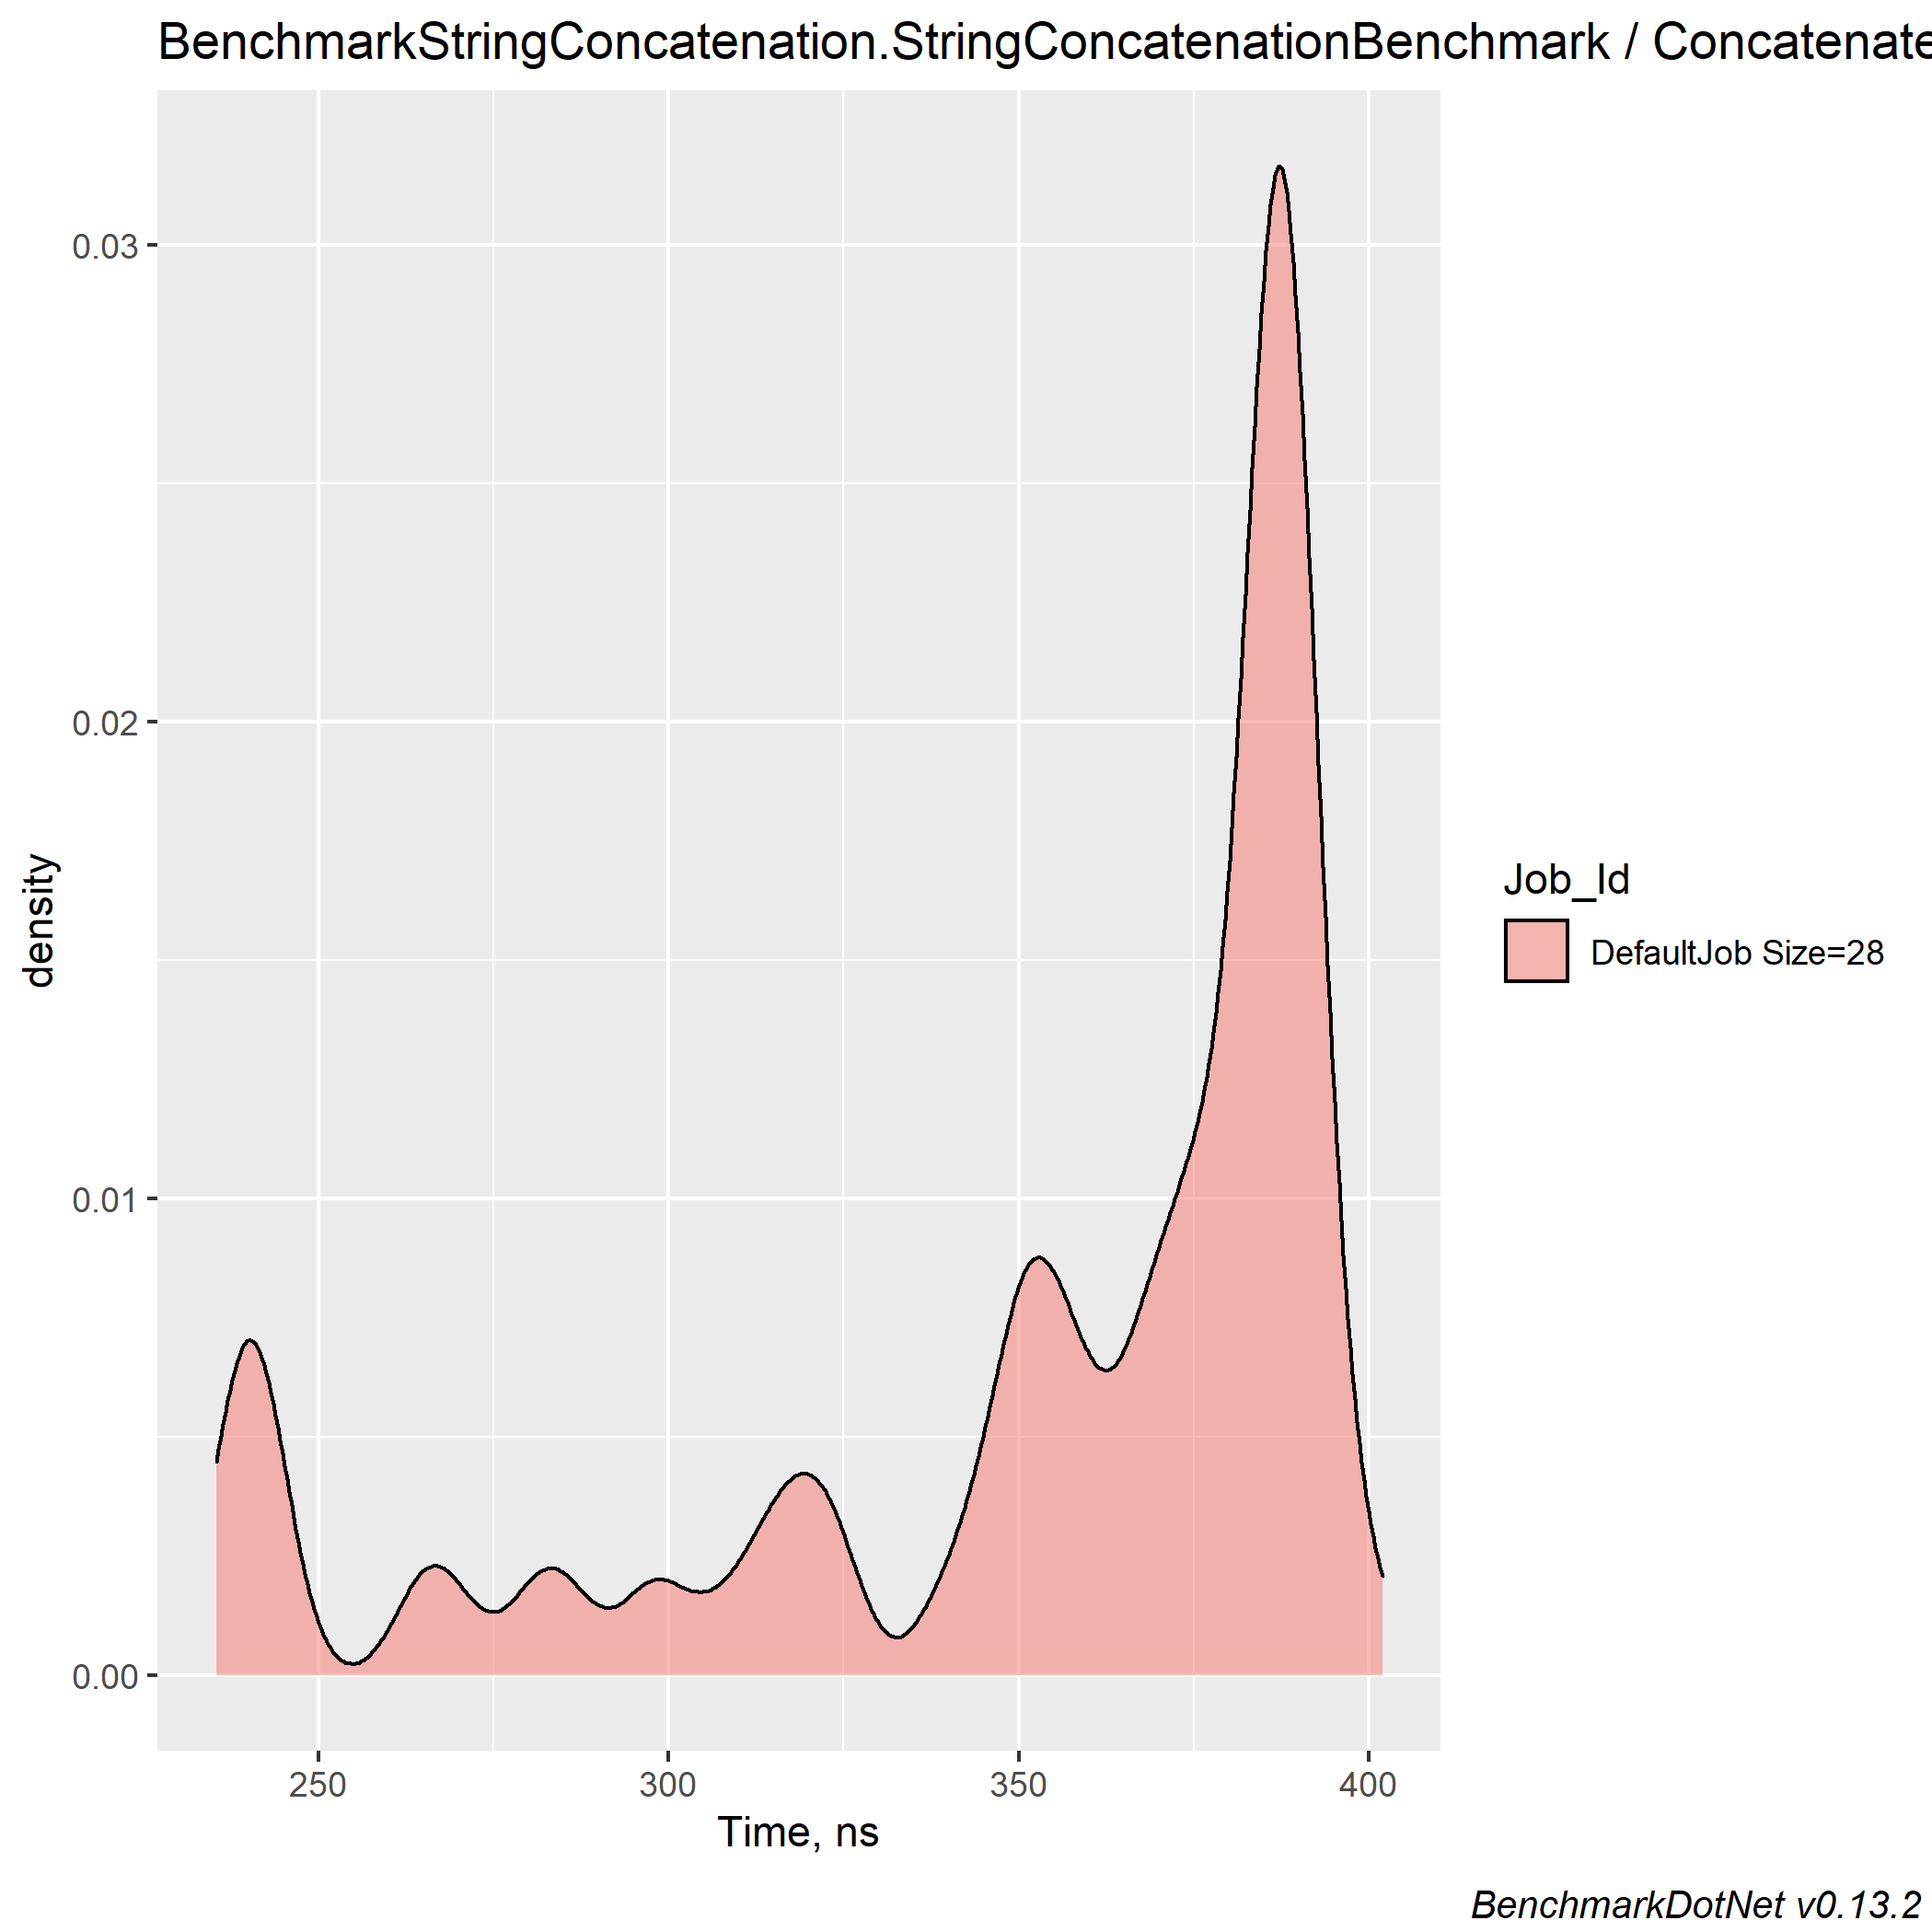 BenchmarkStringConcatenation.StringConcatenationBenchmark / Concatenate
0.03
0.02
0.01
0.00
density
250 300 350 400
Time, ns
Job_Id
DefaultJob Size=28
BenchmarkDotNet v0.13.2